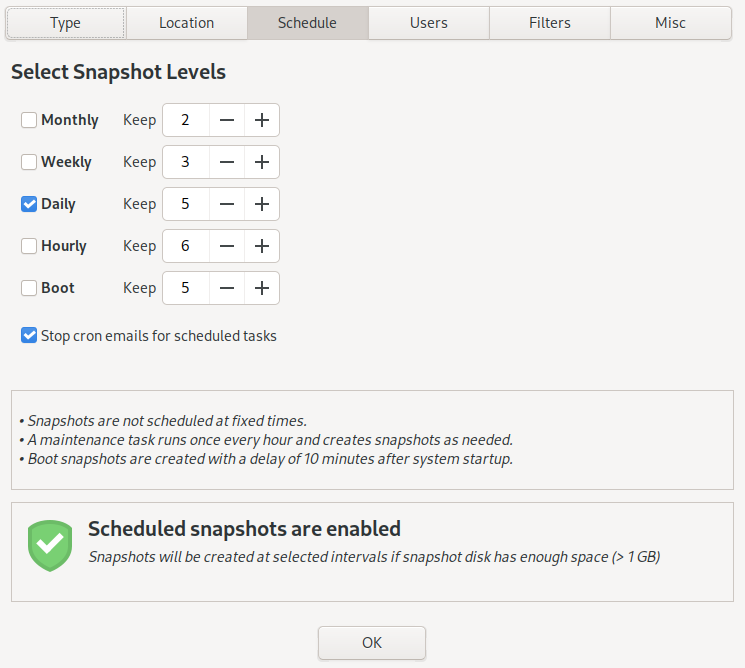 Type Location Schedule Users Filters Misc
Select Snapshot Levels
Monthly Keep 2 − +
Weekly Keep 3 − +
Daily Keep 5 − +
Hourly Keep 6 − +
Boot Keep 5 − +
Stop cron emails for scheduled tasks
• Snapshots are not scheduled at fixed times.
• A maintenance task runs once every hour and creates snapshots as needed.
• Boot snapshots are created with a delay of 10 minutes after system startup.
Scheduled snapshots are enabled
Snapshots will be created at selected intervals if snapshot disk has enough space (> 1 GB)
OK